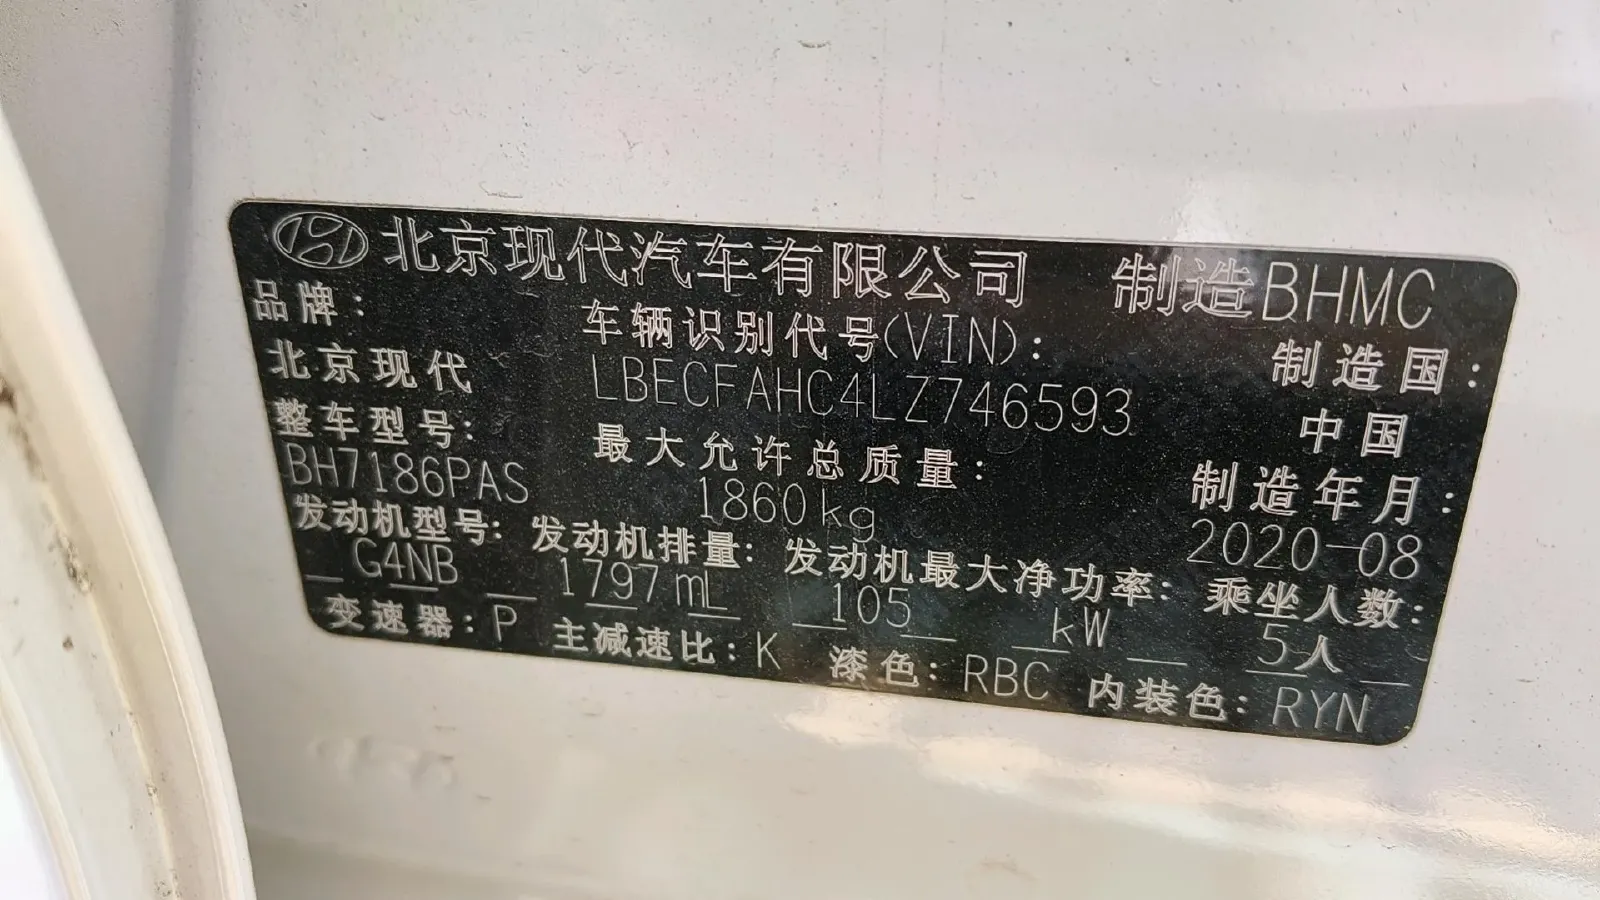 北京现代汽车有限公司 制造BHMC
品牌： 车辆识别代号(VIN)： 制造国：
北京现代 LBECFAHC4LZ746593 中国
整车型号： 最大允许总质量： 制造年月：
BH7186PAS 1860kg 2020-08
发动机型号： 发动机排量： 发动机最大净功率： 乘坐人数：
G4NB 1797mL 105 kW 5人
变速器：P 主减速比：K 漆色：RBC 内装色：RYN